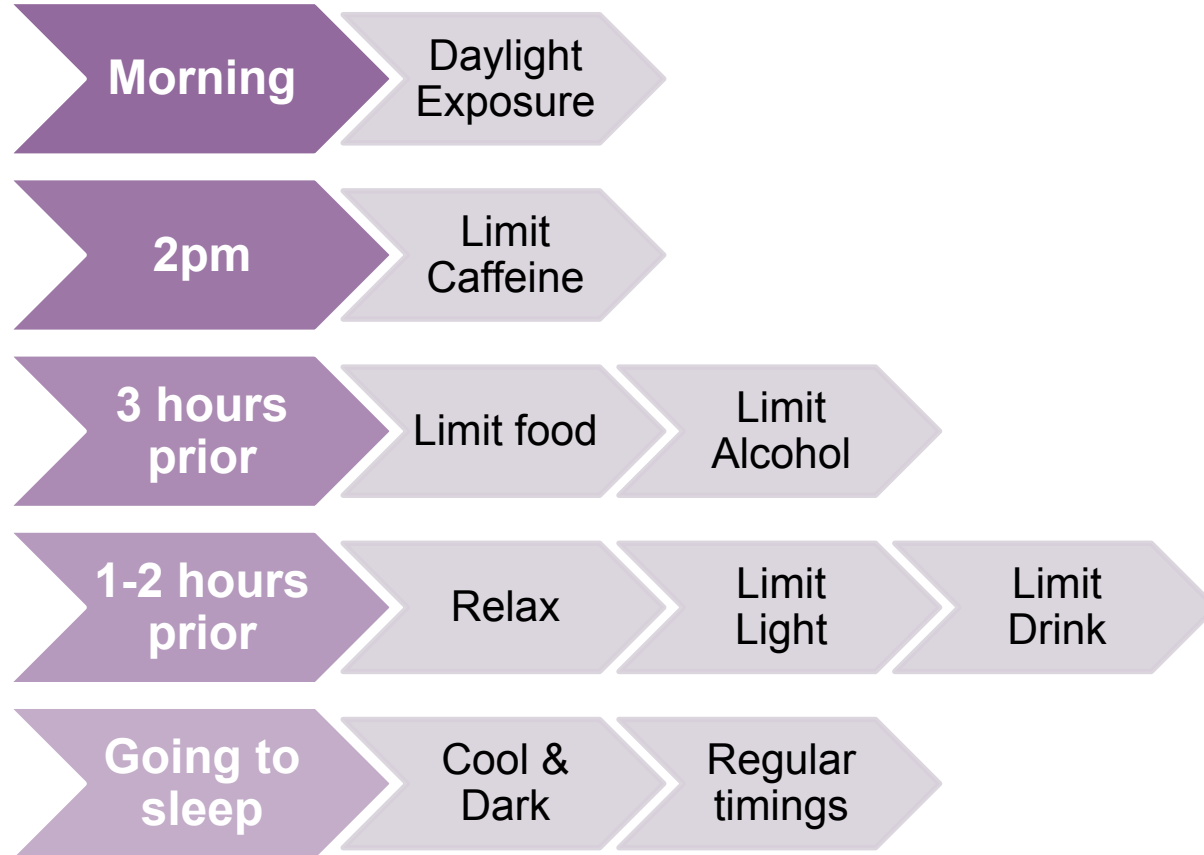 Morning
Daylight
Exposure
2pm
Limit
Caffeine
3 hours
prior
Limit food
Limit
Alcohol
1-2 hours
prior
Relax
Limit
Light
Limit
Drink
Going to
sleep
Cool &
Dark
Regular
timings